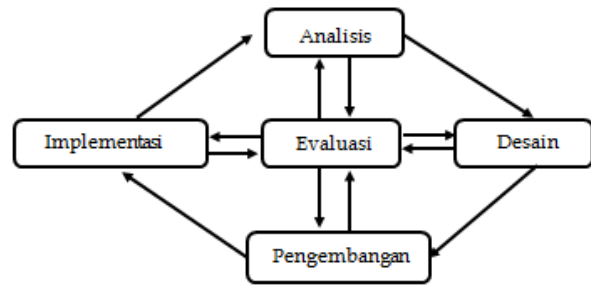 Analisis
Implementasi
Evaluasi
Desain
Pengembangan